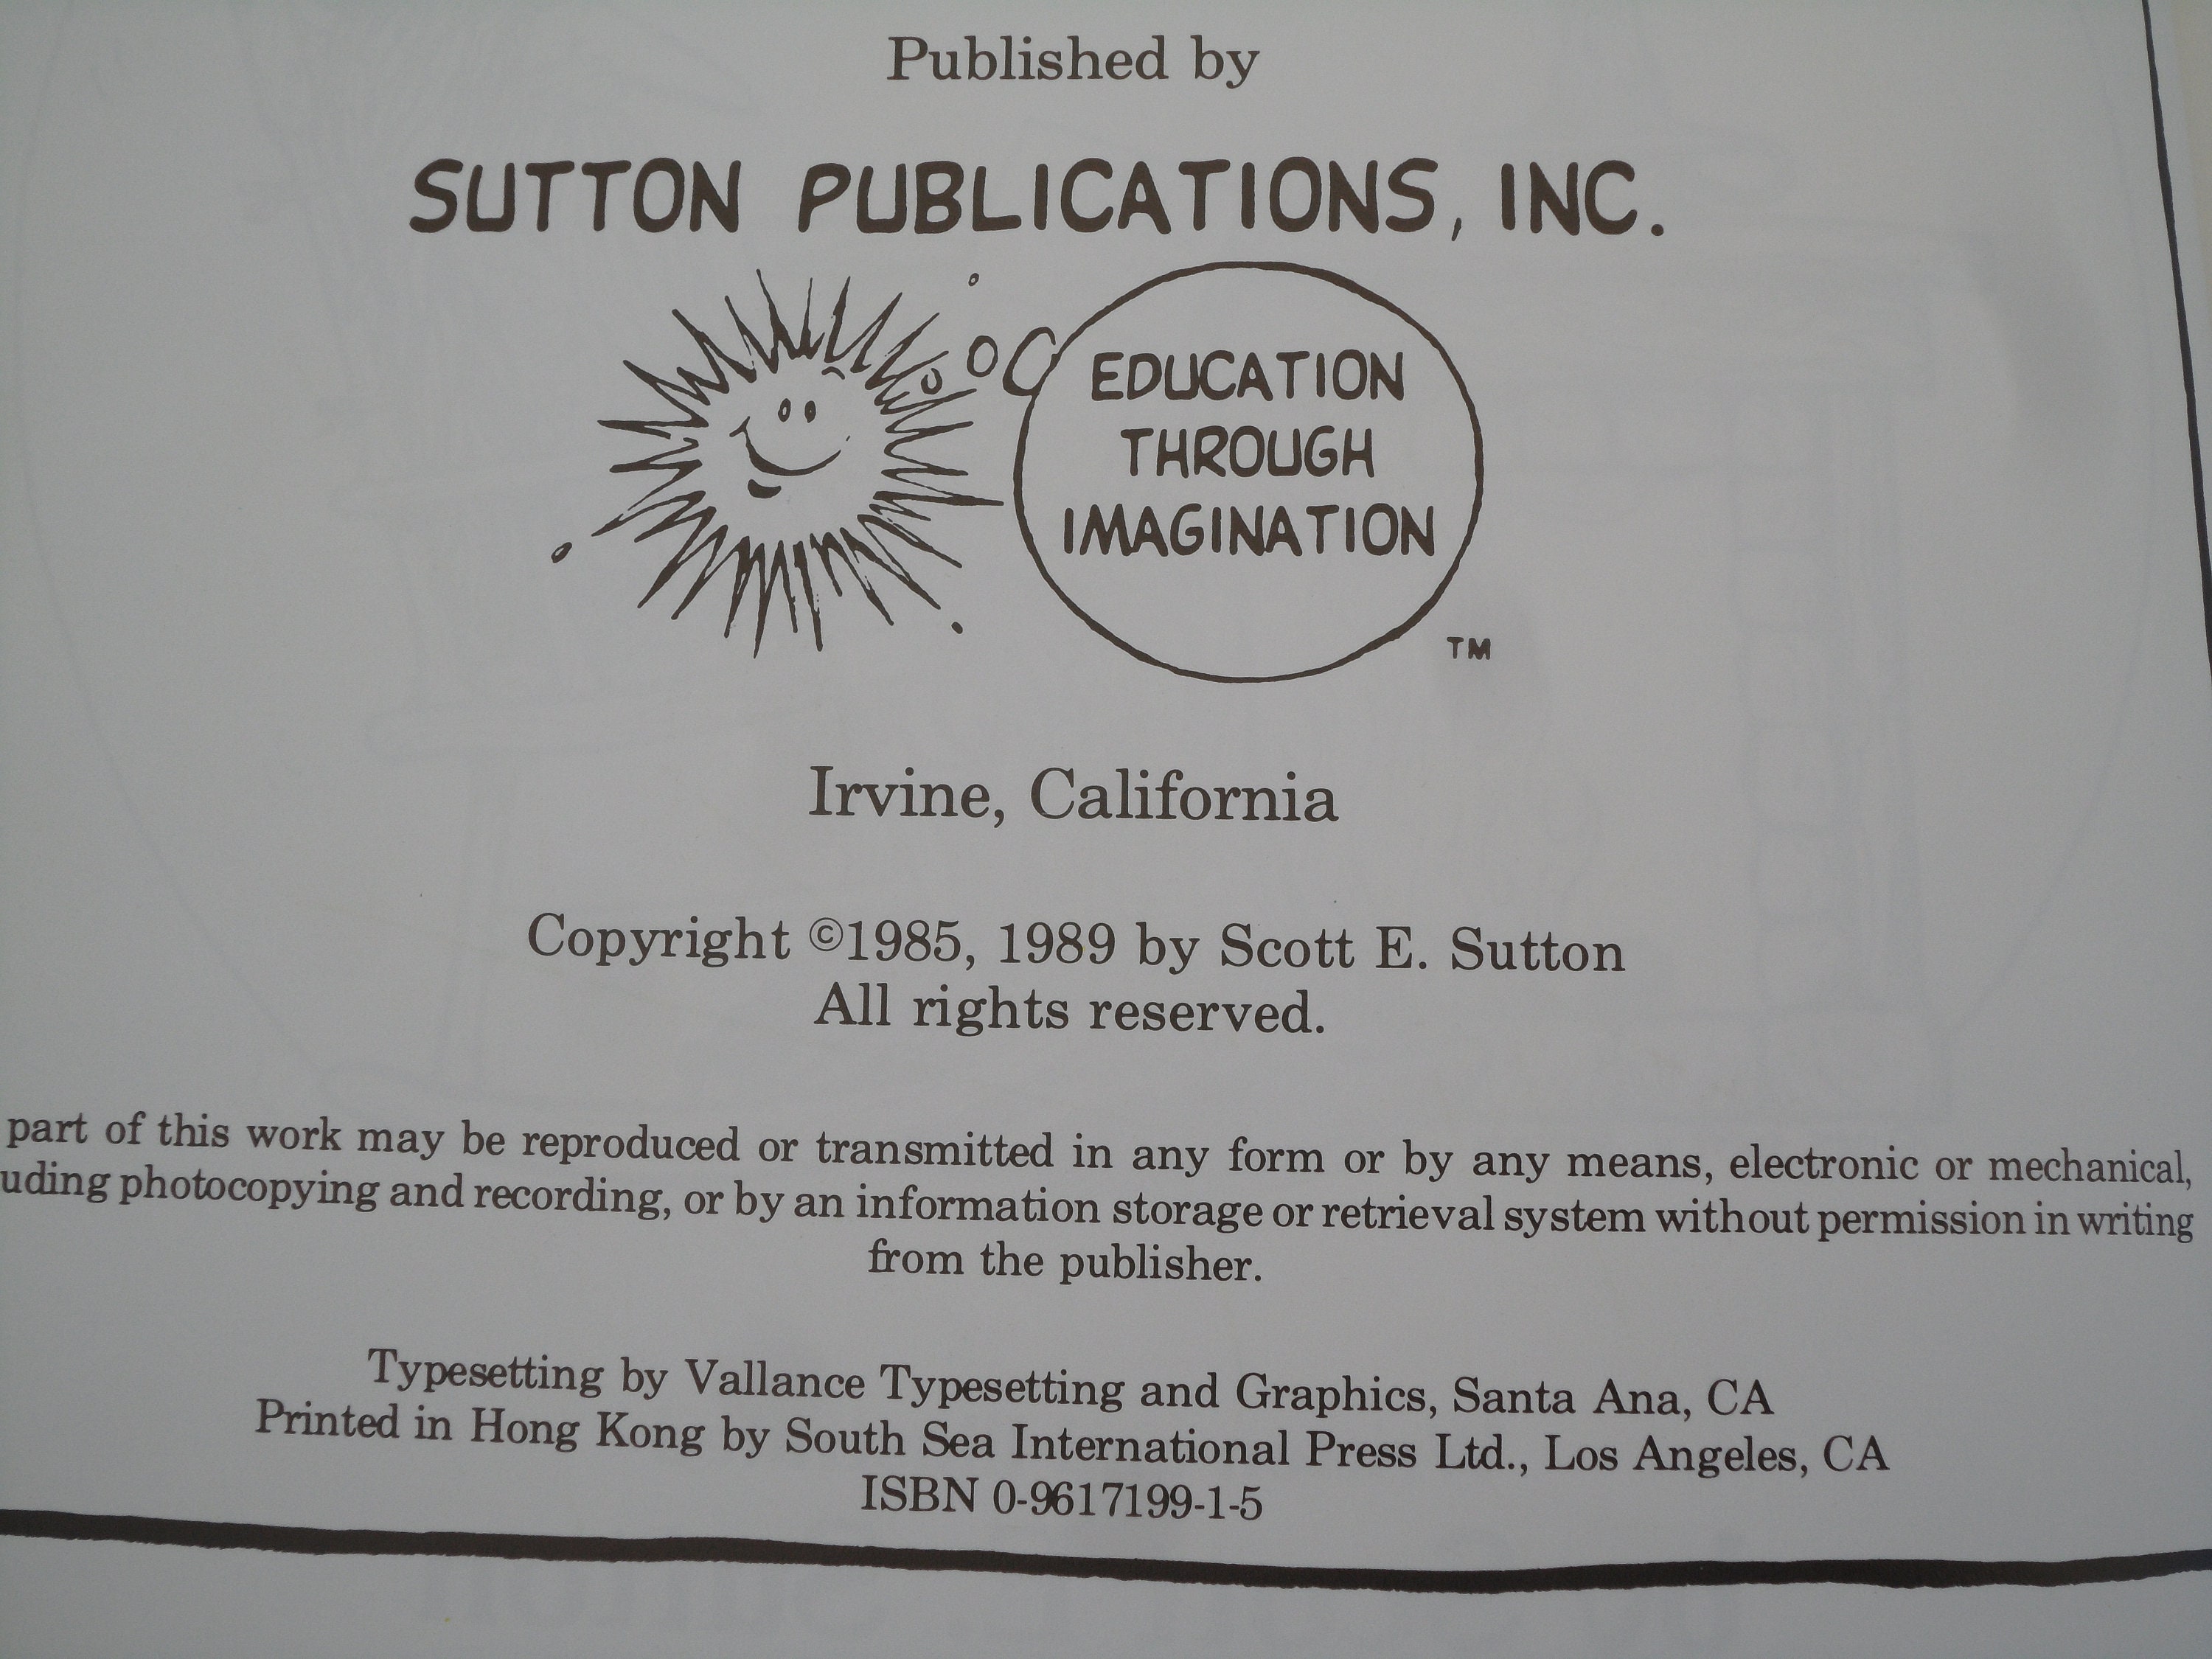 Published by
SUTTON PUBLICATIONS, INC.
EDUCATION
THROUGH
IMAGINATION
TM
Irvine, California
Copyright ©1985, 1989 by Scott E. Sutton
All rights reserved.
part of this work may be reproduced or transmitted in any form or by any means, electronic or mechanical,
uding photocopying and recording, or by an information storage or retrieval system without permission in writing
from the publisher.
Typesetting by Vallance Typesetting and Graphics, Santa Ana, CA
Printed in Hong Kong by South Sea International Press Ltd., Los Angeles, CA
ISBN 0-9617199-1-5